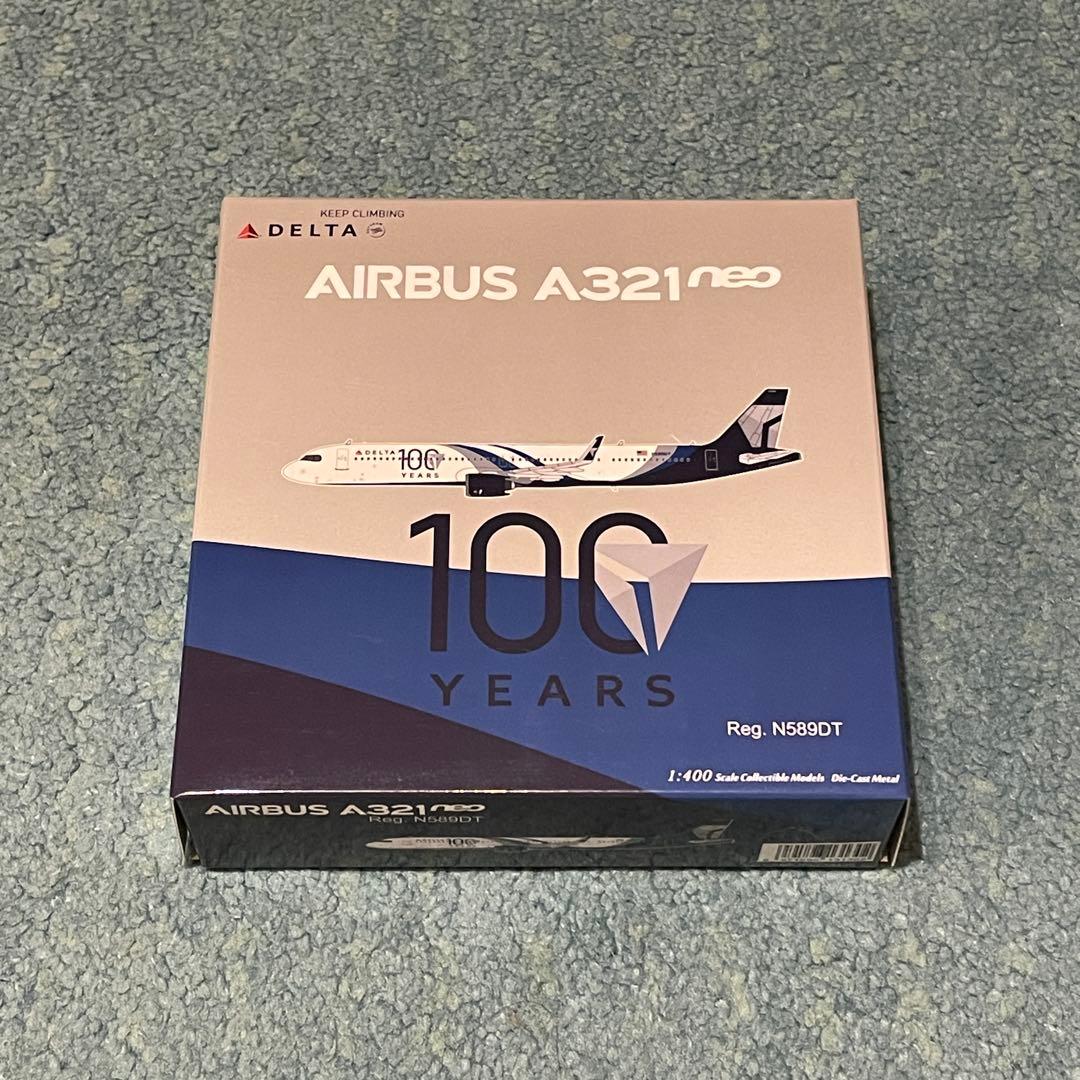 KEEP CLIMBING
DELTA
AIRBUS A321neo
DELTA
100
YEARS
100
YEARS
Reg. N589DT
1:400 Scale Collectible Models Die-Cast Metal
AIRBUS A321neo
Reg. N589DT
100